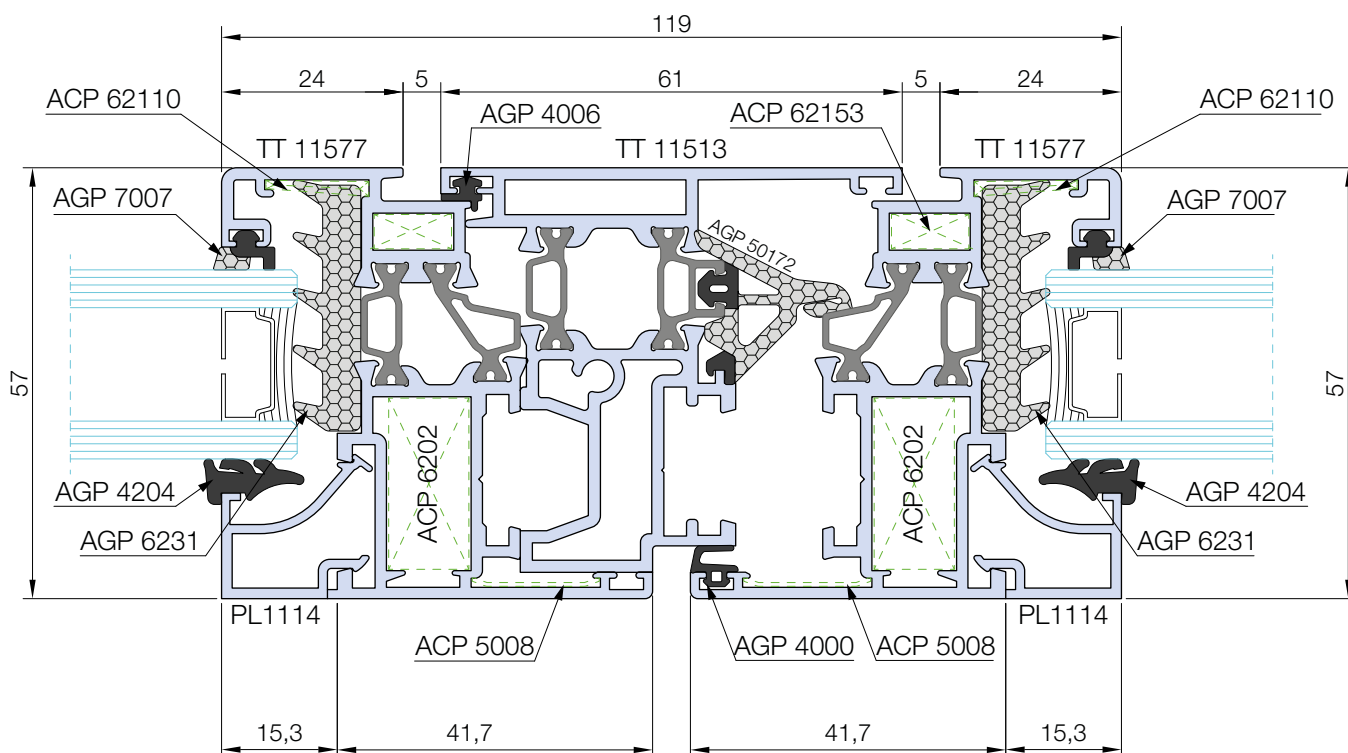 119
24
5
61
5
24
ACP 62110
AGP 4006
ACP 62153
ACP 62110
TT 11577
TT 11513
TT 11577
AGP 7007
AGP 7007
AGP 50172
57
57
ACP 6202
ACP 6202
AGP 4204
AGP 4204
AGP 6231
AGP 6231
PL1114
PL1114
ACP 5008
AGP 4000
ACP 5008
15,3
41,7
41,7
15,3